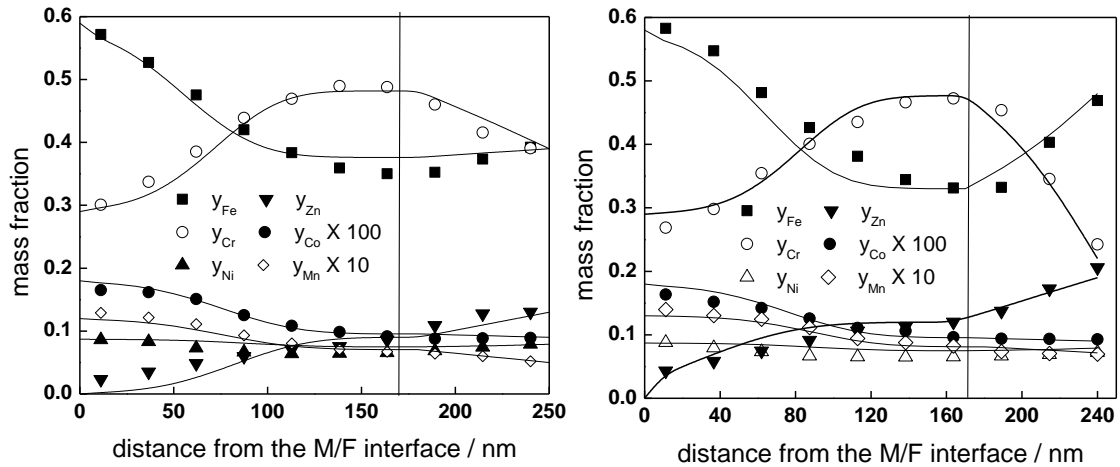 0.6
0.5
0.4
0.3
0.2
0.1
0.0
mass fraction
y_Fe y_Zn
y_Cr y_Co X 100
y_Ni y_Mn X 10
0 50 100 150 200 250
distance from the M/F interface / nm
0.6
0.5
0.4
0.3
0.2
0.1
0.0
mass fraction
y_Fe y_Zn
y_Cr y_Co X 100
y_Ni y_Mn X 10
0 40 80 120 160 200 240
distance from the M/F interface / nm